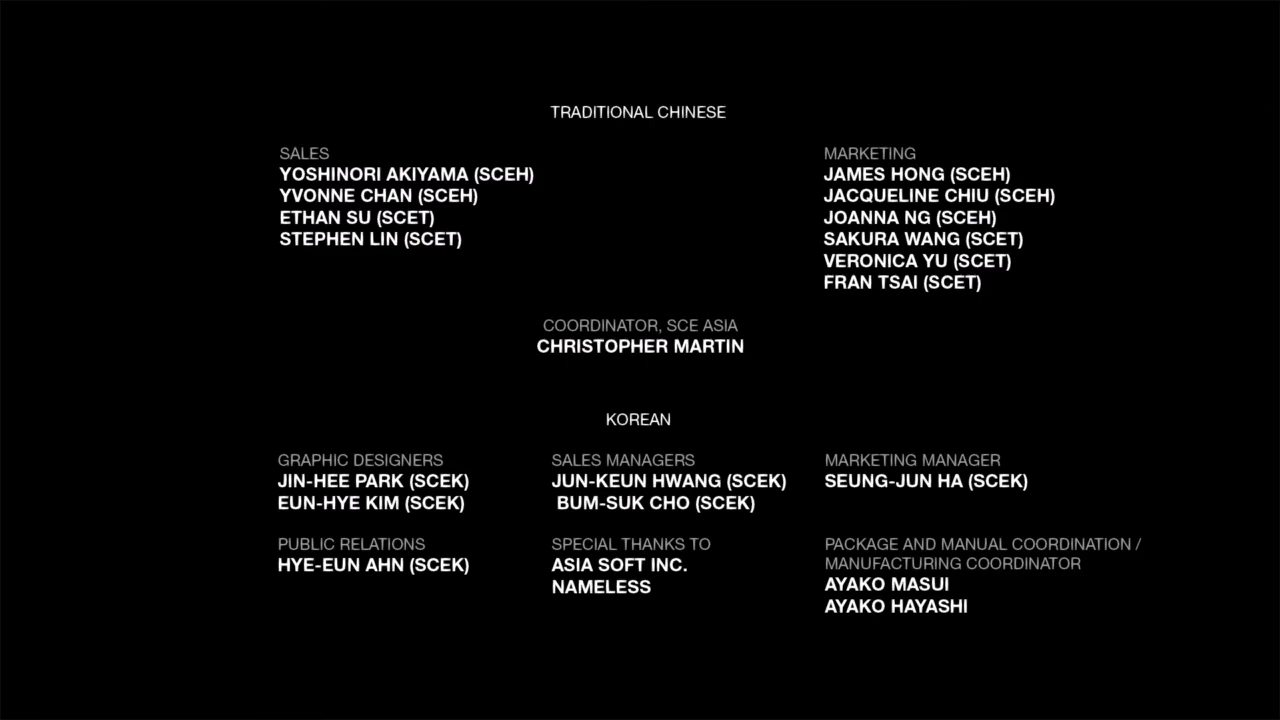 TRADITIONAL CHINESE
SALES
YOSHINORI AKIYAMA (SCEH)
YVONNE CHAN (SCEH)
ETHAN SU (SCET)
STEPHEN LIN (SCET)
MARKETING
JAMES HONG (SCEH)
JACQUELINE CHIU (SCEH)
JOANNA NG (SCEH)
SAKURA WANG (SCET)
VERONICA YU (SCET)
FRAN TSAI (SCET)
COORDINATOR, SCE ASIA
CHRISTOPHER MARTIN
KOREAN
GRAPHIC DESIGNERS
JIN-HEE PARK (SCEK)
EUN-HYE KIM (SCEK)
SALES MANAGERS
JUN-KEUN HWANG (SCEK)
BUM-SUK CHO (SCEK)
MARKETING MANAGER
SEUNG-JUN HA (SCEK)
PUBLIC RELATIONS
HYE-EUN AHN (SCEK)
SPECIAL THANKS TO
ASIA SOFT INC.
NAMELESS
PACKAGE AND MANUAL COORDINATION /
MANUFACTURING COORDINATOR
AYAKO MASUI
AYAKO HAYASHI